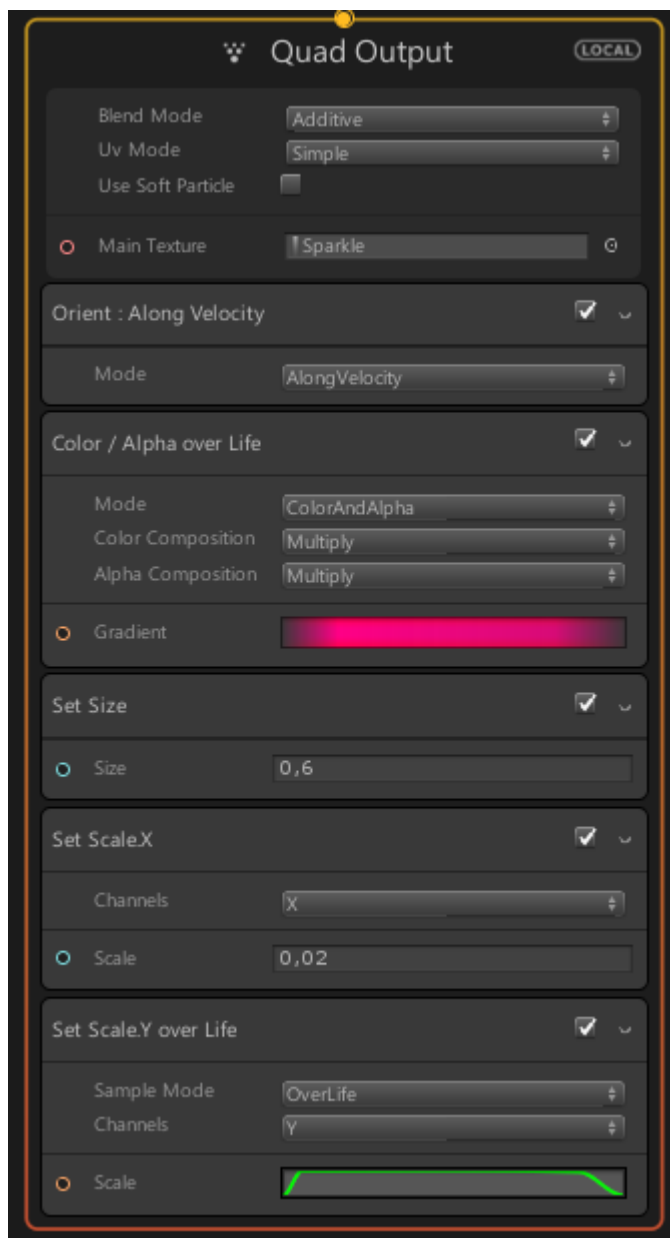 Quad Output LOCAL
Blend Mode Additive
Uv Mode Simple
Use Soft Particle
Main Texture Sparkle
Orient : Along Velocity
Mode AlongVelocity
Color / Alpha over Life
Mode ColorAndAlpha
Color Composition Multiply
Alpha Composition Multiply
Gradient
Set Size
Size 0,6
Set Scale.X
Channels X
Scale 0,02
Set Scale.Y over Life
Sample Mode OverLife
Channels Y
Scale